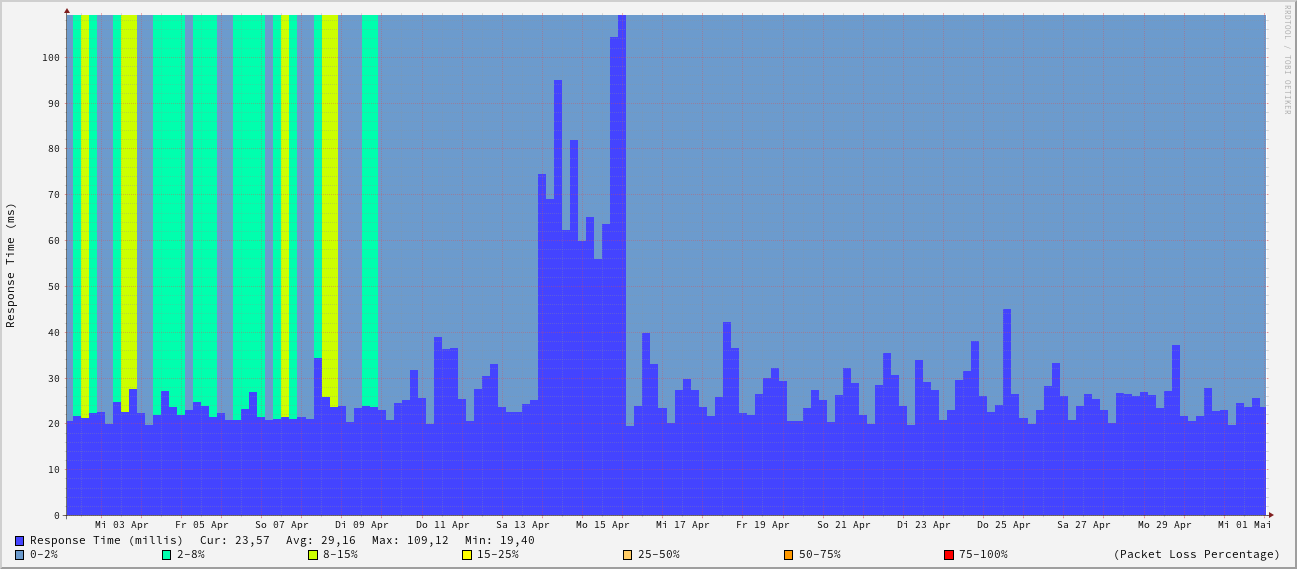 RRDTOOL / TOBI OETIKER
Response Time (ms)
100
90
80
70
60
50
40
30
20
10
0
Mi 03 Apr Fr 05 Apr So 07 Apr Di 09 Apr Do 11 Apr Sa 13 Apr Mo 15 Apr Mi 17 Apr Fr 19 Apr So 21 Apr Di 23 Apr Do 25 Apr Sa 27 Apr Mo 29 Apr Mi 01 Mai
Response Time (millis) Cur: 23,57 Avg: 29,16 Max: 109,12 Min: 19,40
0-2% 2-8% 8-15% 15-25% 25-50% 50-75% 75-100% (Packet Loss Percentage)